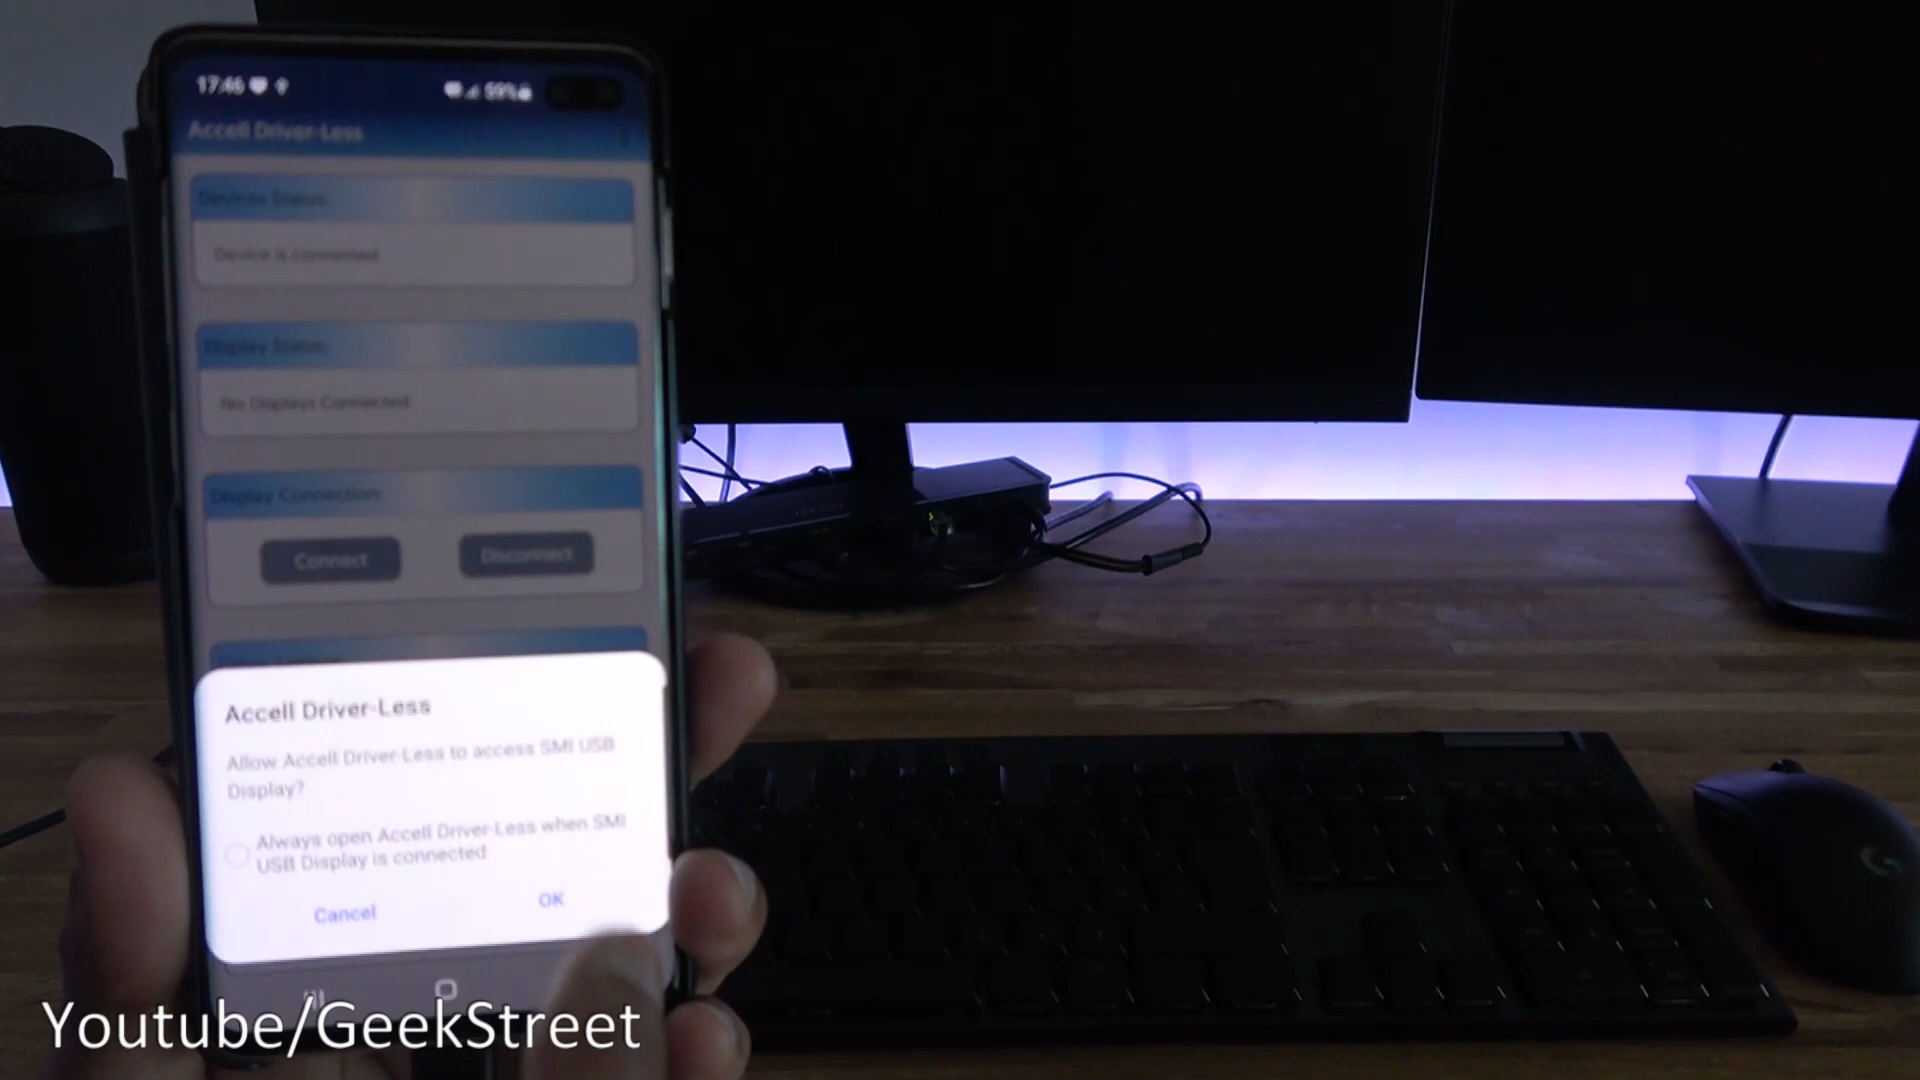 17:46
59%
Accell Driver-Less
Devices Status:
Device is connected
Display Status:
No Displays Connected
Display Connection:
Connect
Disconnect
Accell Driver-Less
Allow Accell Driver-Less to access SMI USB
Display?
Always open Accell Driver-Less when SMI
USB Display is connected
Cancel
OK
Youtube/GeekStreet